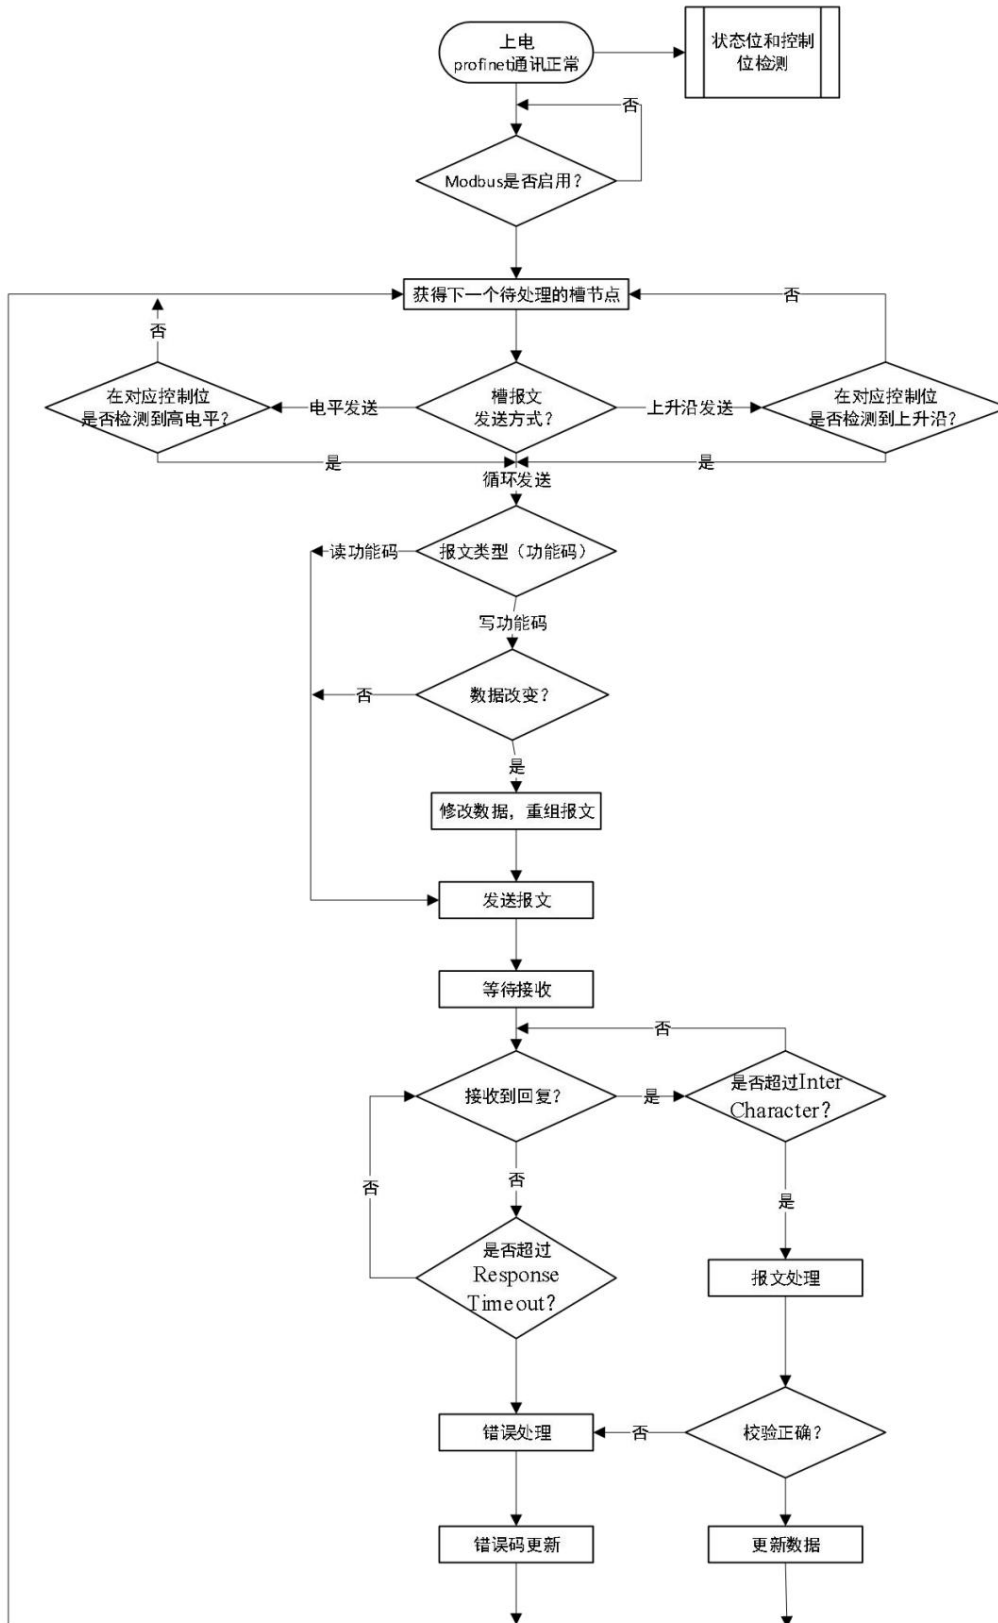 上电
profinet通讯正常
状态位和控制
位检测
否
Modbus是否启用？
获得下一个待处理的槽节点
否
否
在对应控制位
是否检测到高电平？
电平发送
槽报文
发送方式？
上升沿发送
在对应控制位
是否检测到上升沿？
是
是
循环发送
读功能码
报文类型（功能码）
写功能码
否
数据改变？
是
修改数据，重组报文
发送报文
等待接收
否
接收到回复？
是
是否超过Inter
Character？
否
否
是
是否超过
Response
Timeout？
报文处理
错误处理
否
校验正确？
错误码更新
更新数据